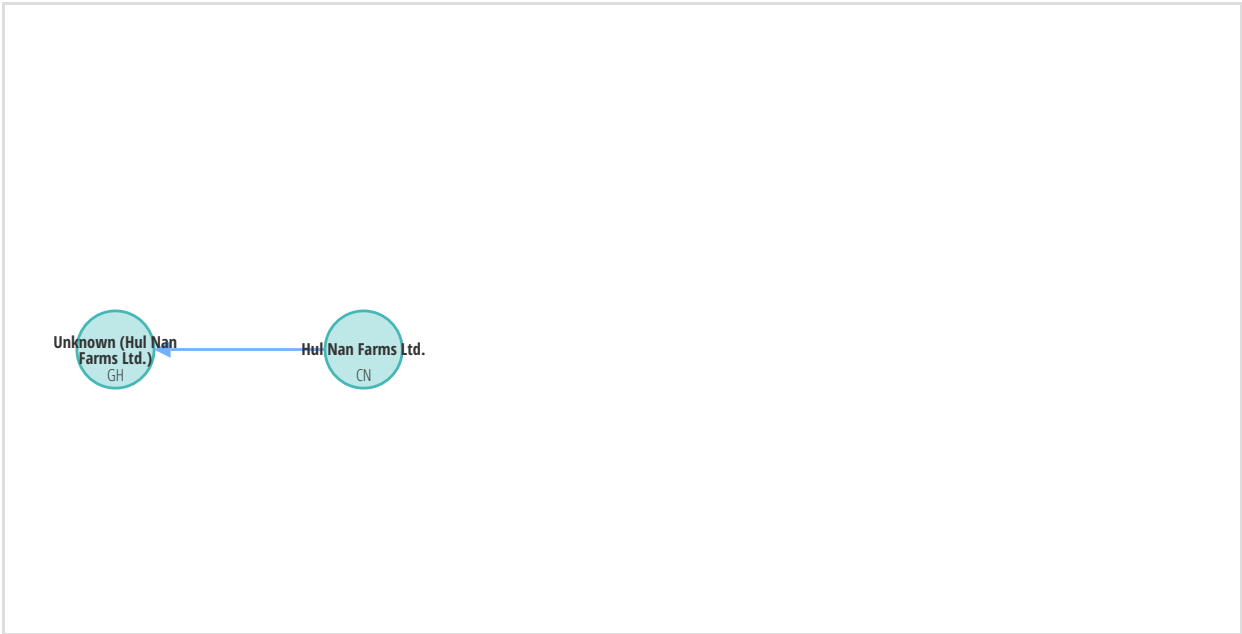 Unknown (Hul Nan
Farms Ltd.)
GH
Hul Nan Farms Ltd.
CN